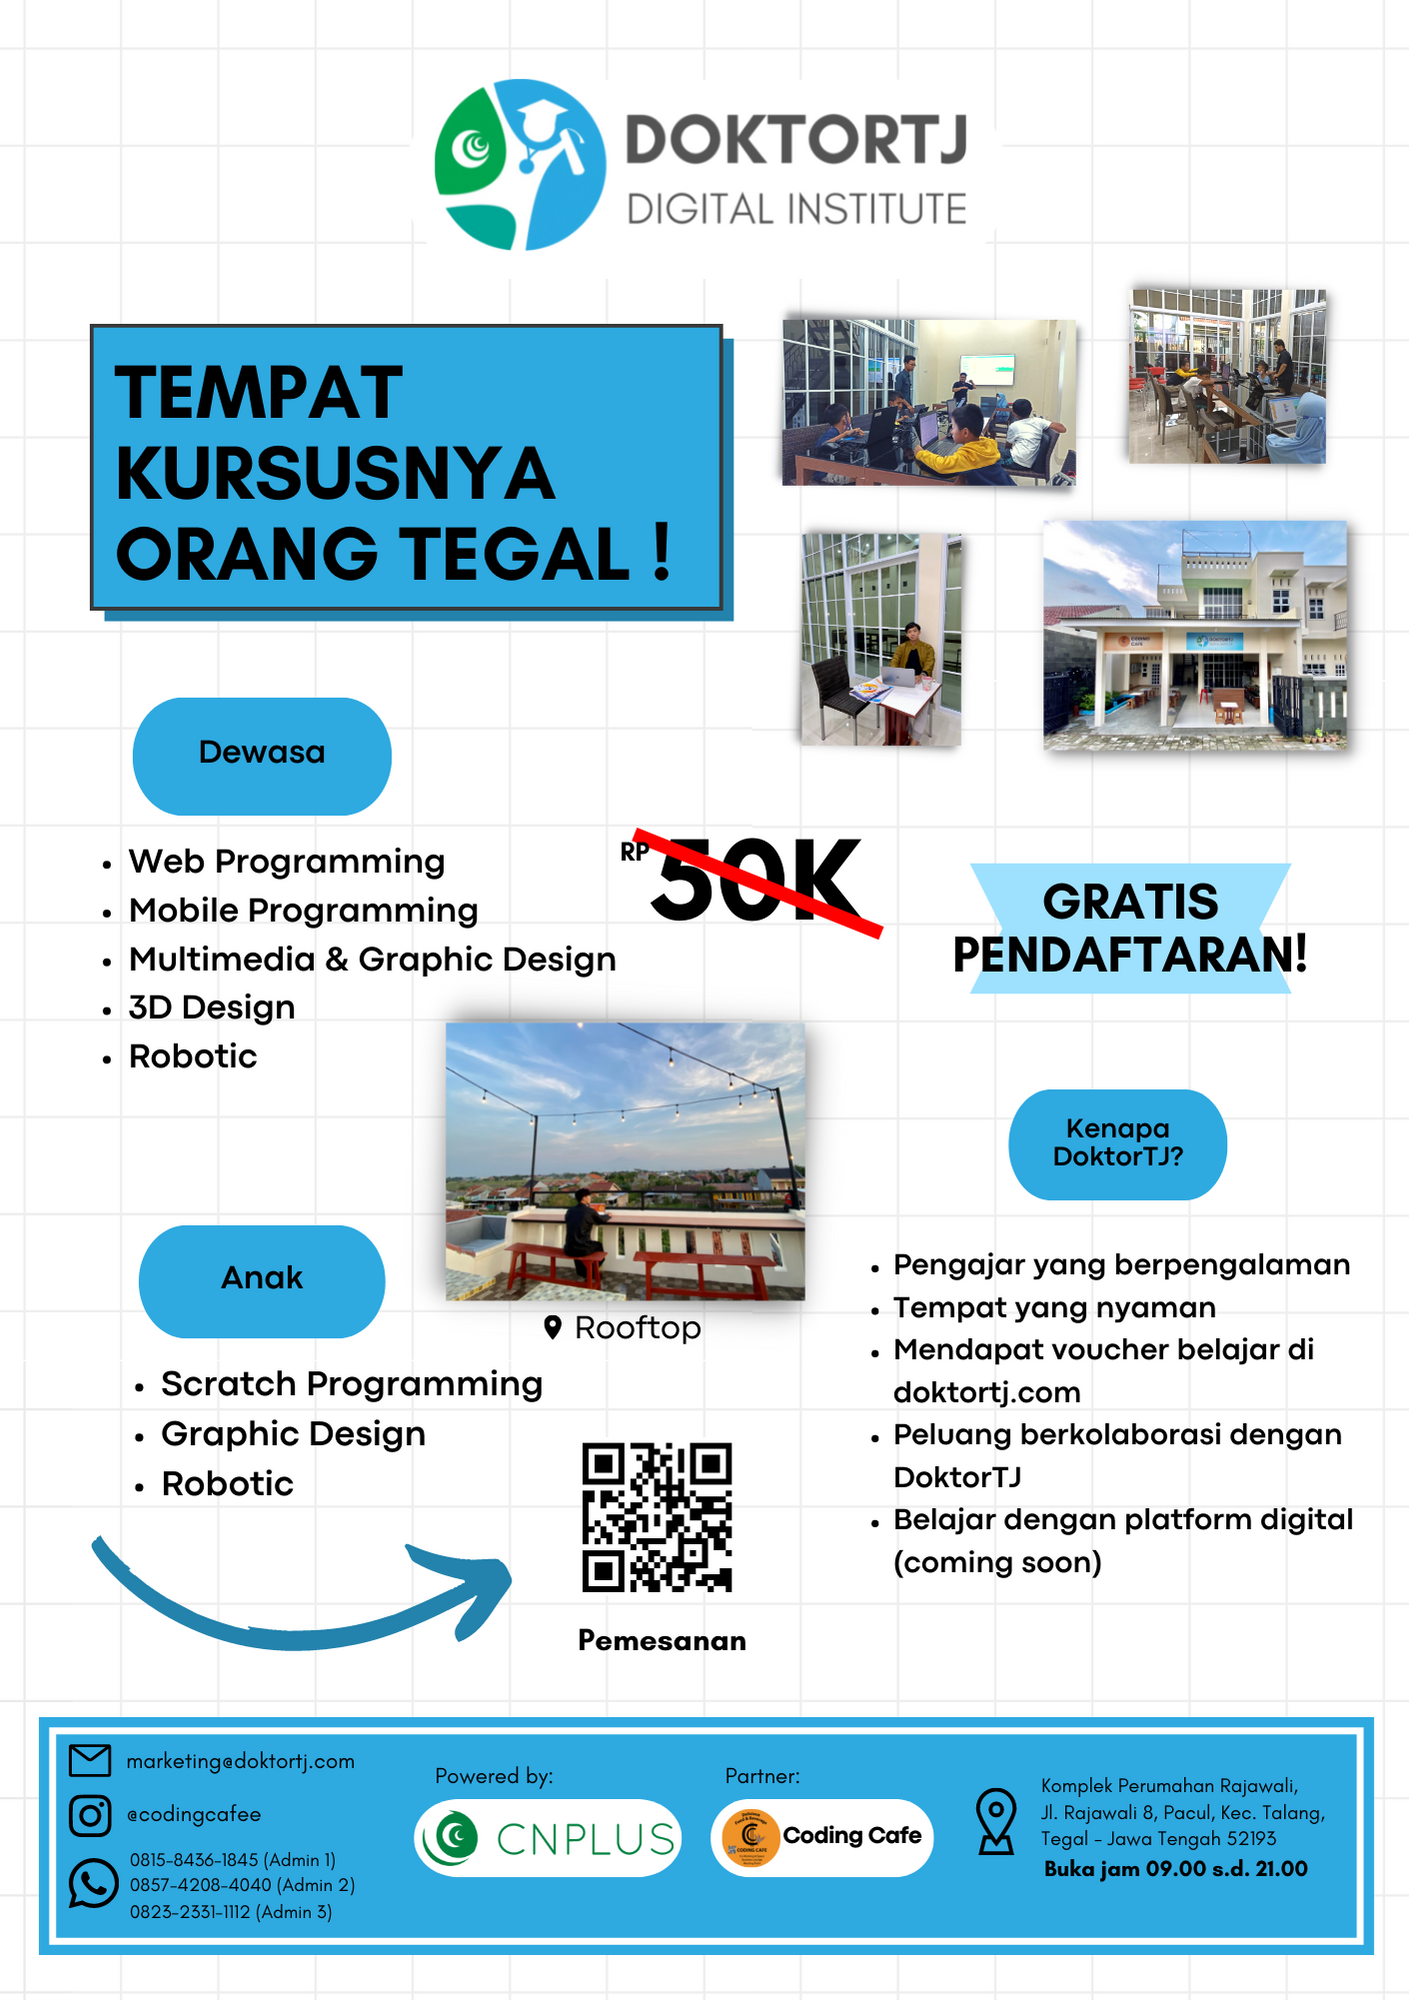 DOKTORTJ
DIGITAL INSTITUTE
TEMPAT
KURSUSNYA
ORANG TEGAL !
CODING
CAFE
DOKTORTJ
Dewasa
• Web Programming
• Mobile Programming
• Multimedia & Graphic Design
• 3D Design
• Robotic
RP 50K
GRATIS
PENDAFTARAN!
Rooftop
Anak
• Scratch Programming
• Graphic Design
• Robotic
Kenapa
DoktorTJ?
• Pengajar yang berpengalaman
• Tempat yang nyaman
• Mendapat voucher belajar di
doktortj.com
• Peluang berkolaborasi dengan
DoktorTJ
• Belajar dengan platform digital
(coming soon)
Pemesanan
marketing@doktortj.com
@codingcafee
0815-8436-1845 (Admin 1)
0857-4208-4040 (Admin 2)
0823-2331-1112 (Admin 3)
Powered by:
CNPLUS
Partner:
CODING CAFE
Coding Cafe
Komplek Perumahan Rajawali,
Jl. Rajawali 8, Pacul, Kec. Talang,
Tegal - Jawa Tengah 52193
Buka jam 09.00 s.d. 21.00